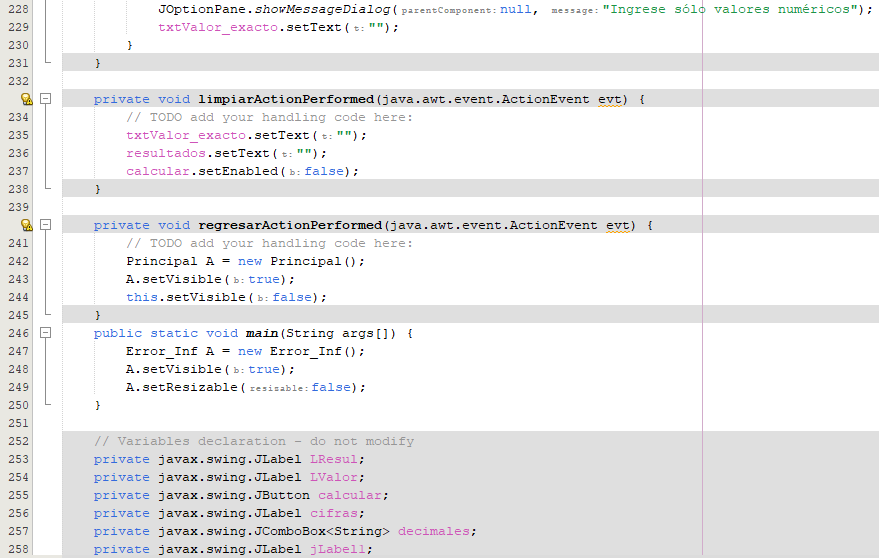 228 JOptionPane.showMessageDialog(parentComponent: null, message: "Ingrese sólo valores numéricos");
229 txtValor_exacto.setText(t: "");
230 }
231 }
232
private void limpiarActionPerformed(java.awt.event.ActionEvent evt) {
234 // TODO add your handling code here:
235 txtValor_exacto.setText(t: "");
236 resultados.setText(t: "");
237 calcular.setEnabled(b: false);
238 }
239
private void regresarActionPerformed(java.awt.event.ActionEvent evt) {
241 // TODO add your handling code here:
242 Principal A = new Principal();
243 A.setVisible(b: true);
244 this.setVisible(b: false);
245 }
246 public static void main(String args[]) {
247 Error_Inf A = new Error_Inf();
248 A.setVisible(b: true);
249 A.setResizable(resizable: false);
250 }
251
252 // Variables declaration - do not modify
253 private javax.swing.JLabel LResul;
254 private javax.swing.JLabel LValor;
255 private javax.swing.JButton calcular;
256 private javax.swing.JLabel cifras;
257 private javax.swing.JComboBox<String> decimales;
258 private javax.swing.JLabel jLabel1;